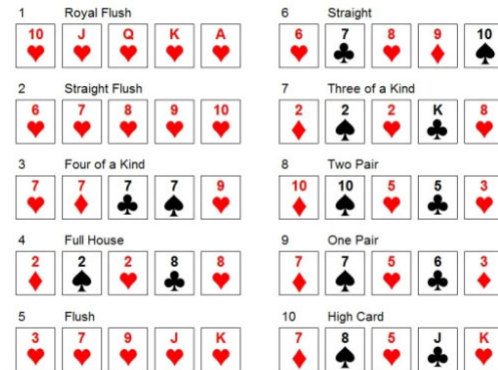 1 Royal Flush
10 J Q K A
2 Straight Flush
6 7 8 9 10
3 Four of a Kind
7 7 7 7 9
4 Full House
2 2 2 8 8
5 Flush
3 7 9 J K
6 Straight
6 7 8 9 10
7 Three of a Kind
2 2 2 K 8
8 Two Pair
10 10 5 5 3
9 One Pair
7 7 5 6 3
10 High Card
7 8 5 J K